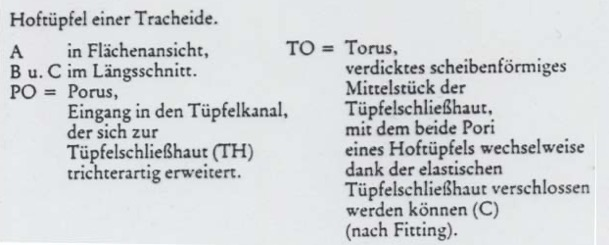 Hoftüpfel einer Tracheide.
A in Flächenansicht,
B u. C im Längsschnitt.
PO = Porus,
Eingang in den Tüpfelkanal,
der sich zur
Tüpfelschließhaut (TH)
trichterartig erweitert.
TO = Torus,
verdicktes scheibenförmiges
Mittelstück der
Tüpfelschließhaut,
mit dem beide Pori
eines Hoftüpfels wechselweise
dank der elastischen
Tüpfelschließhaut verschlossen
werden können (C)
(nach Fitting).